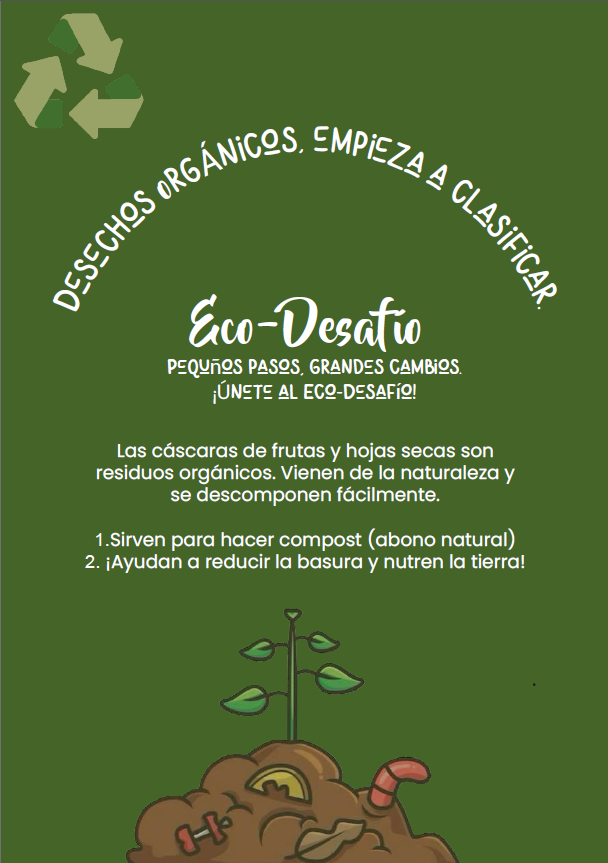 DESECHOS ORGÁNICOS, EMPIEZA A CLASIFICAR.
Eco-Desafío
PEQUÑOS PASOS, GRANDES CAMBIOS.
¡ÚNETE AL ECO-DESAFÍO!
Las cáscaras de frutas y hojas secas son
residuos orgánicos. Vienen de la naturaleza y
se descomponen fácilmente.
1.Sirven para hacer compost (abono natural)
2. ¡Ayudan a reducir la basura y nutren la tierra!